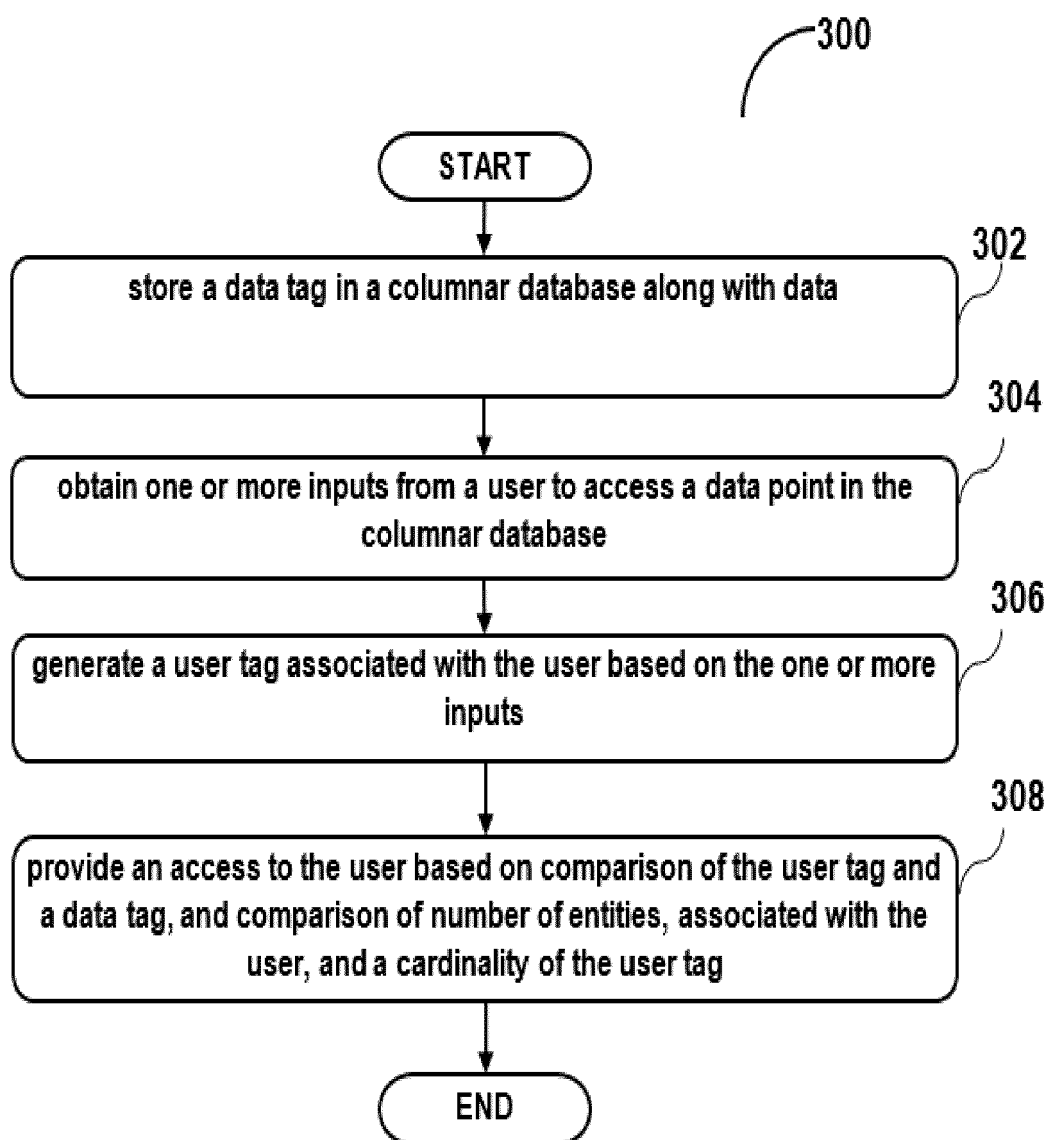 300
START
302
store a data tag in a columnar database along with data
304
obtain one or more inputs from a user to access a data point in the
columnar database
306
generate a user tag associated with the user based on the one or more
inputs
308
provide an access to the user based on comparison of the user tag and
a data tag, and comparison of number of entities, associated with the
user, and a cardinality of the user tag
END